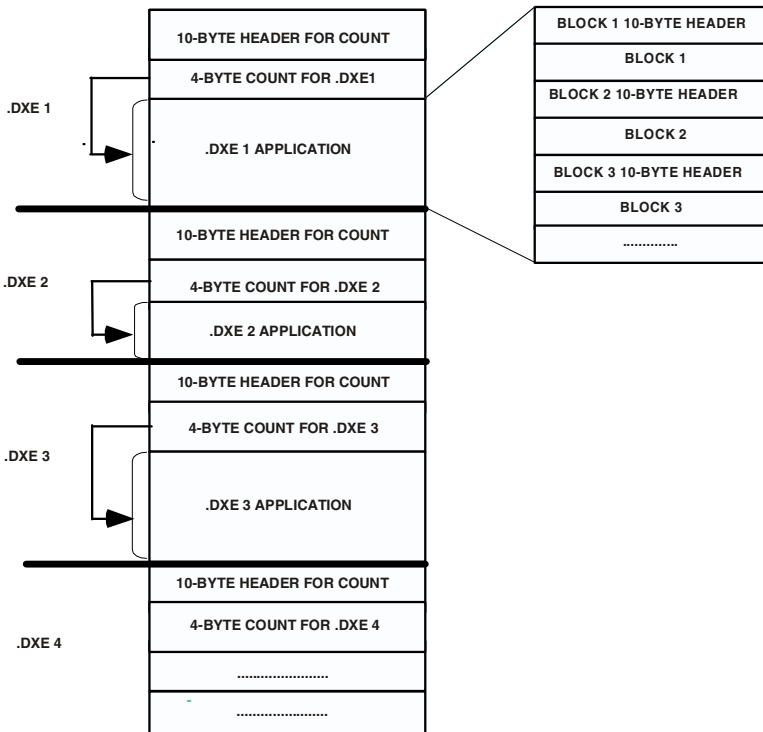 10-BYTE HEADER FOR COUNT
4-BYTE COUNT FOR .DXE1
.DXE 1
.DXE 1 APPLICATION
BLOCK 1 10-BYTE HEADER
BLOCK 1
BLOCK 2 10-BYTE HEADER
BLOCK 2
BLOCK 3 10-BYTE HEADER
BLOCK 3
..............
10-BYTE HEADER FOR COUNT
.DXE 2
4-BYTE COUNT FOR .DXE 2
.DXE 2 APPLICATION
10-BYTE HEADER FOR COUNT
4-BYTE COUNT FOR .DXE 3
.DXE 3
.DXE 3 APPLICATION
10-BYTE HEADER FOR COUNT
4-BYTE COUNT FOR .DXE 4
.DXE 4
.......................
.......................